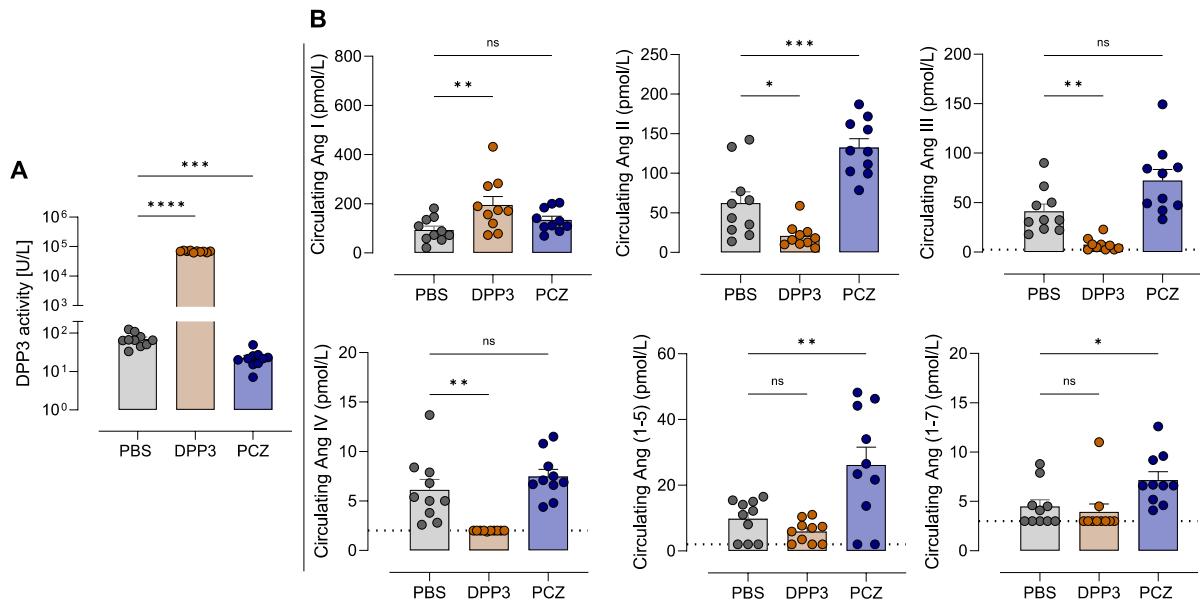 A
DPP3 activity [U/L]
10⁶
10⁵
10⁴
10³
10²
10¹
10⁰
***
****
PBS DPP3 PCZ
B
Circulating Ang I (pmol/L)
800
600
400
200
0
ns
**
PBS DPP3 PCZ
Circulating Ang II (pmol/L)
250
200
150
100
50
0
***
*
PBS DPP3 PCZ
Circulating Ang III (pmol/L)
200
150
100
50
0
ns
**
PBS DPP3 PCZ
Circulating Ang IV (pmol/L)
20
15
10
5
0
ns
**
PBS DPP3 PCZ
Circulating Ang (1-5) (pmol/L)
60
40
20
0
**
ns
PBS DPP3 PCZ
Circulating Ang (1-7) (pmol/L)
20
15
10
5
0
*
ns
PBS DPP3 PCZ